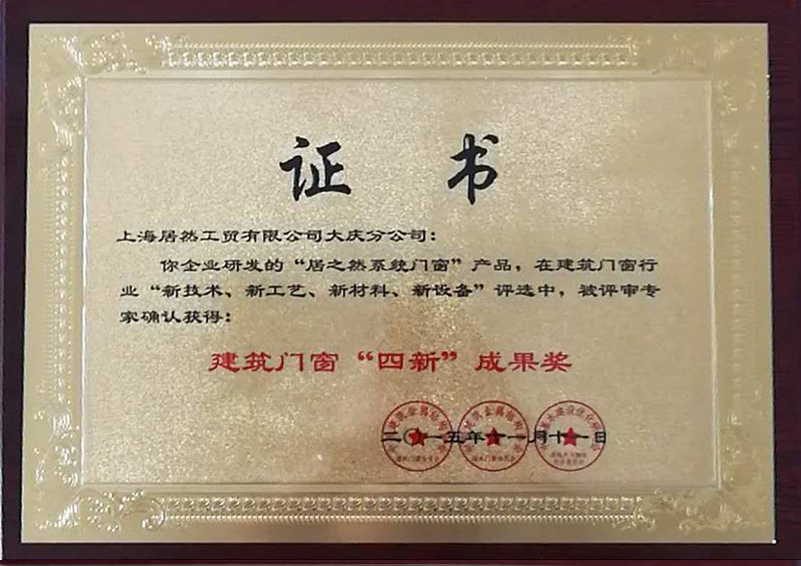 证书
上海居然工贸有限公司大庆分公司：
你企业研发的“居之然系统门窗”产品，在建筑门窗行
业“新技术、新工艺、新材料、新设备”评选中，被评审专
家确认获得：
建筑门窗“四新”成果奖
二〇一五年十一月十一日